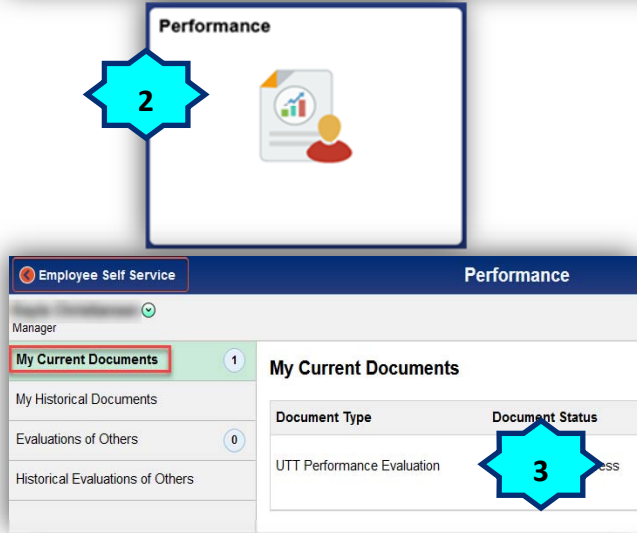 Performance
2
Employee Self Service
Performance
Manager
My Current Documents 1
My Historical Documents
Evaluations of Others 0
Historical Evaluations of Others
My Current Documents
Document Type Document Status
UTT Performance Evaluation
3